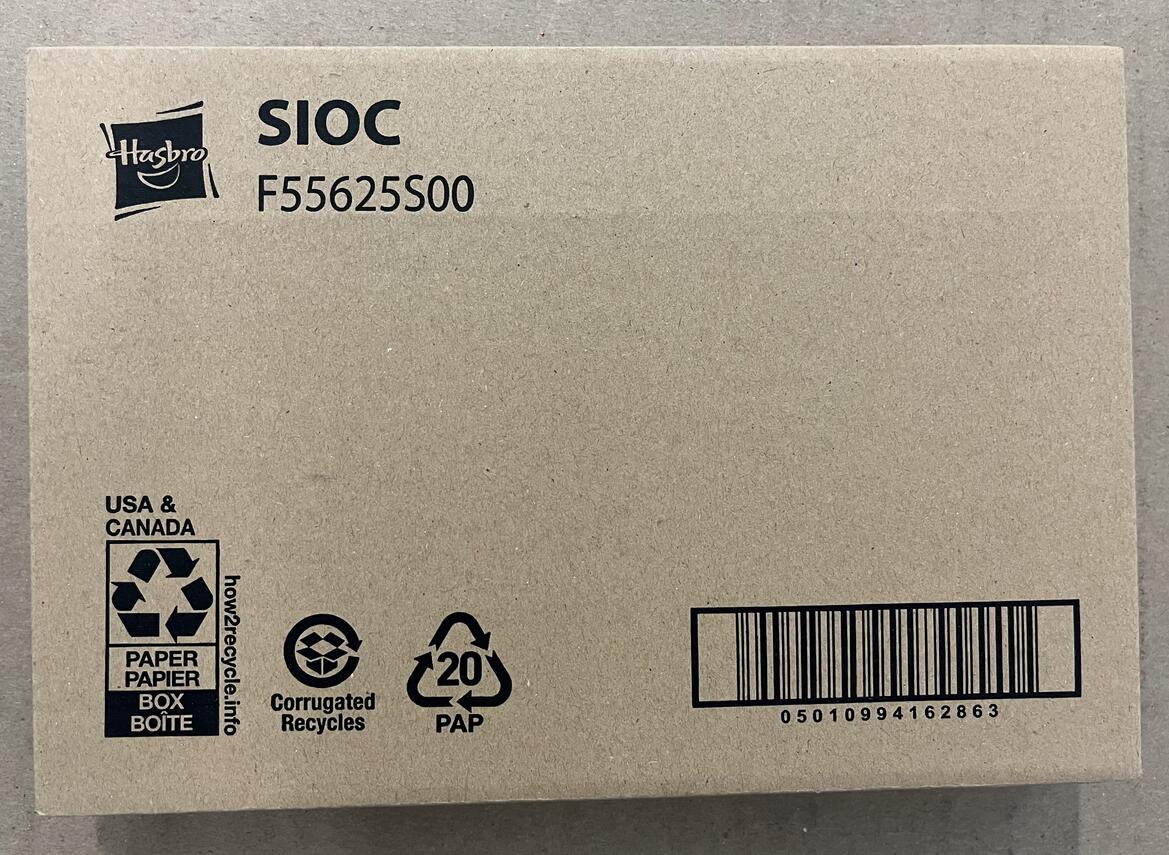 Hasbro
SIOC
F55625S00
USA &
CANADA
PAPER
PAPIER
BOX
BOÎTE
how2recycle.info
Corrugated
Recycles
20
PAP
05010994162863